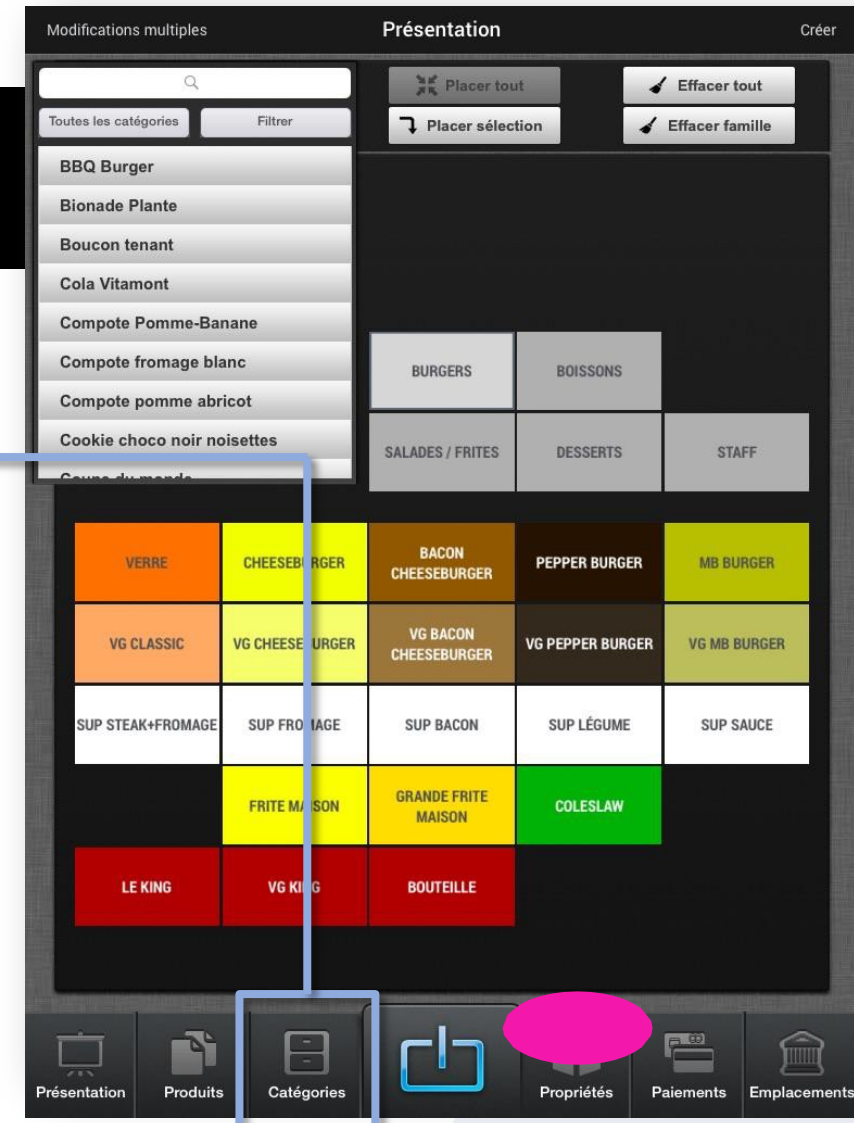 Modifications multiples
Présentation
Créer
Placer tout
Effacer tout
Toutes les catégories
Filtrer
Placer sélection
Effacer famille
BBQ Burger
Bionade Plante
Boucon tenant
Cola Vitamont
Compote Pomme-Banane
Compote fromage blanc
Compote pomme abricot
Cookie choco noir noisettes
Coupe du monde
BURGERS
BOISSONS
SALADES / FRITES
DESSERTS
STAFF
VERRE
CHEESEBURGER
BACON
CHEESEBURGER
PEPPER BURGER
MB BURGER
VG CLASSIC
VG CHEESEBURGER
VG BACON
CHEESEBURGER
VG PEPPER BURGER
VG MB BURGER
SUP STEAK+FROMAGE
SUP FROMAGE
SUP BACON
SUP LÉGUME
SUP SAUCE
FRITE MAISON
GRANDE FRITE
MAISON
COLESLAW
LE KING
VG KING
BOUTEILLE
Présentation
Produits
Catégories
Propriétés
Paiements
Emplacements